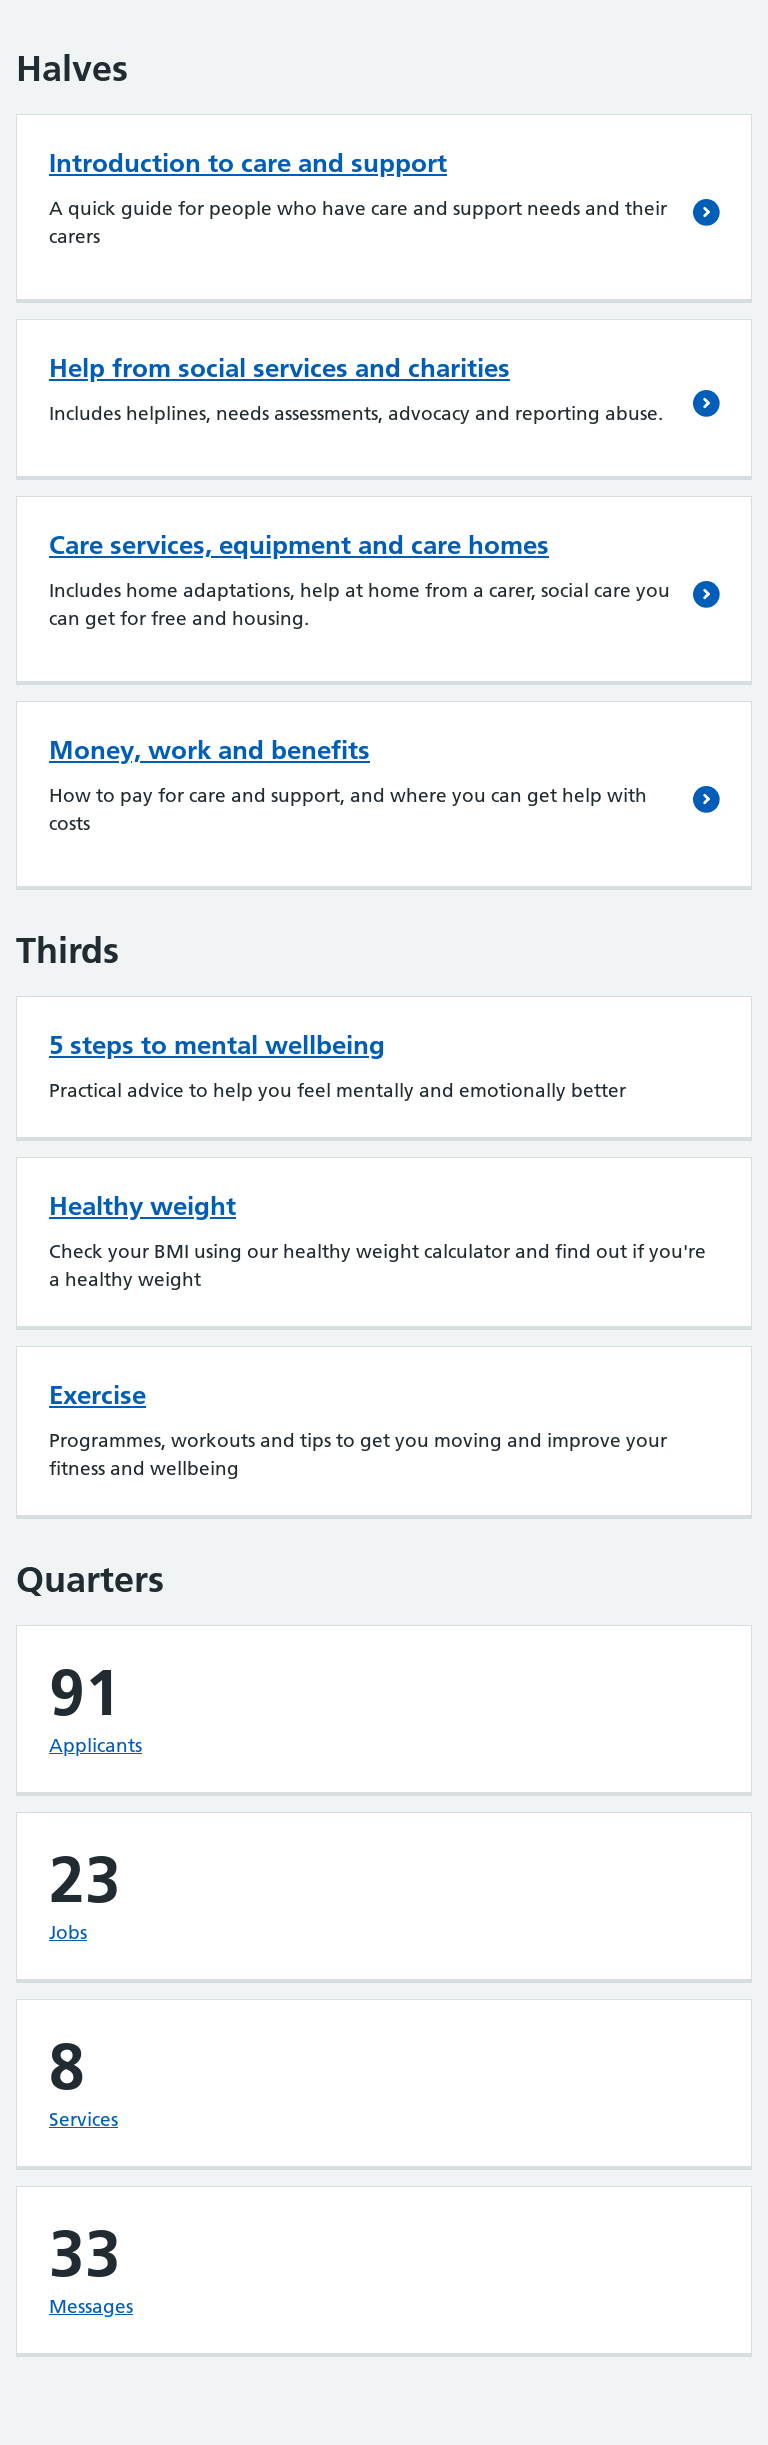 Halves
Introduction to care and support
A quick guide for people who have care and support needs and their
carers
Help from social services and charities
Includes helplines, needs assessments, advocacy and reporting abuse.
Care services, equipment and care homes
Includes home adaptations, help at home from a carer, social care you
can get for free and housing.
Money, work and benefits
How to pay for care and support, and where you can get help with
costs
Thirds
5 steps to mental wellbeing
Practical advice to help you feel mentally and emotionally better
Healthy weight
Check your BMI using our healthy weight calculator and find out if you're
a healthy weight
Exercise
Programmes, workouts and tips to get you moving and improve your
fitness and wellbeing
Quarters
91
Applicants
23
Jobs
8
Services
33
Messages